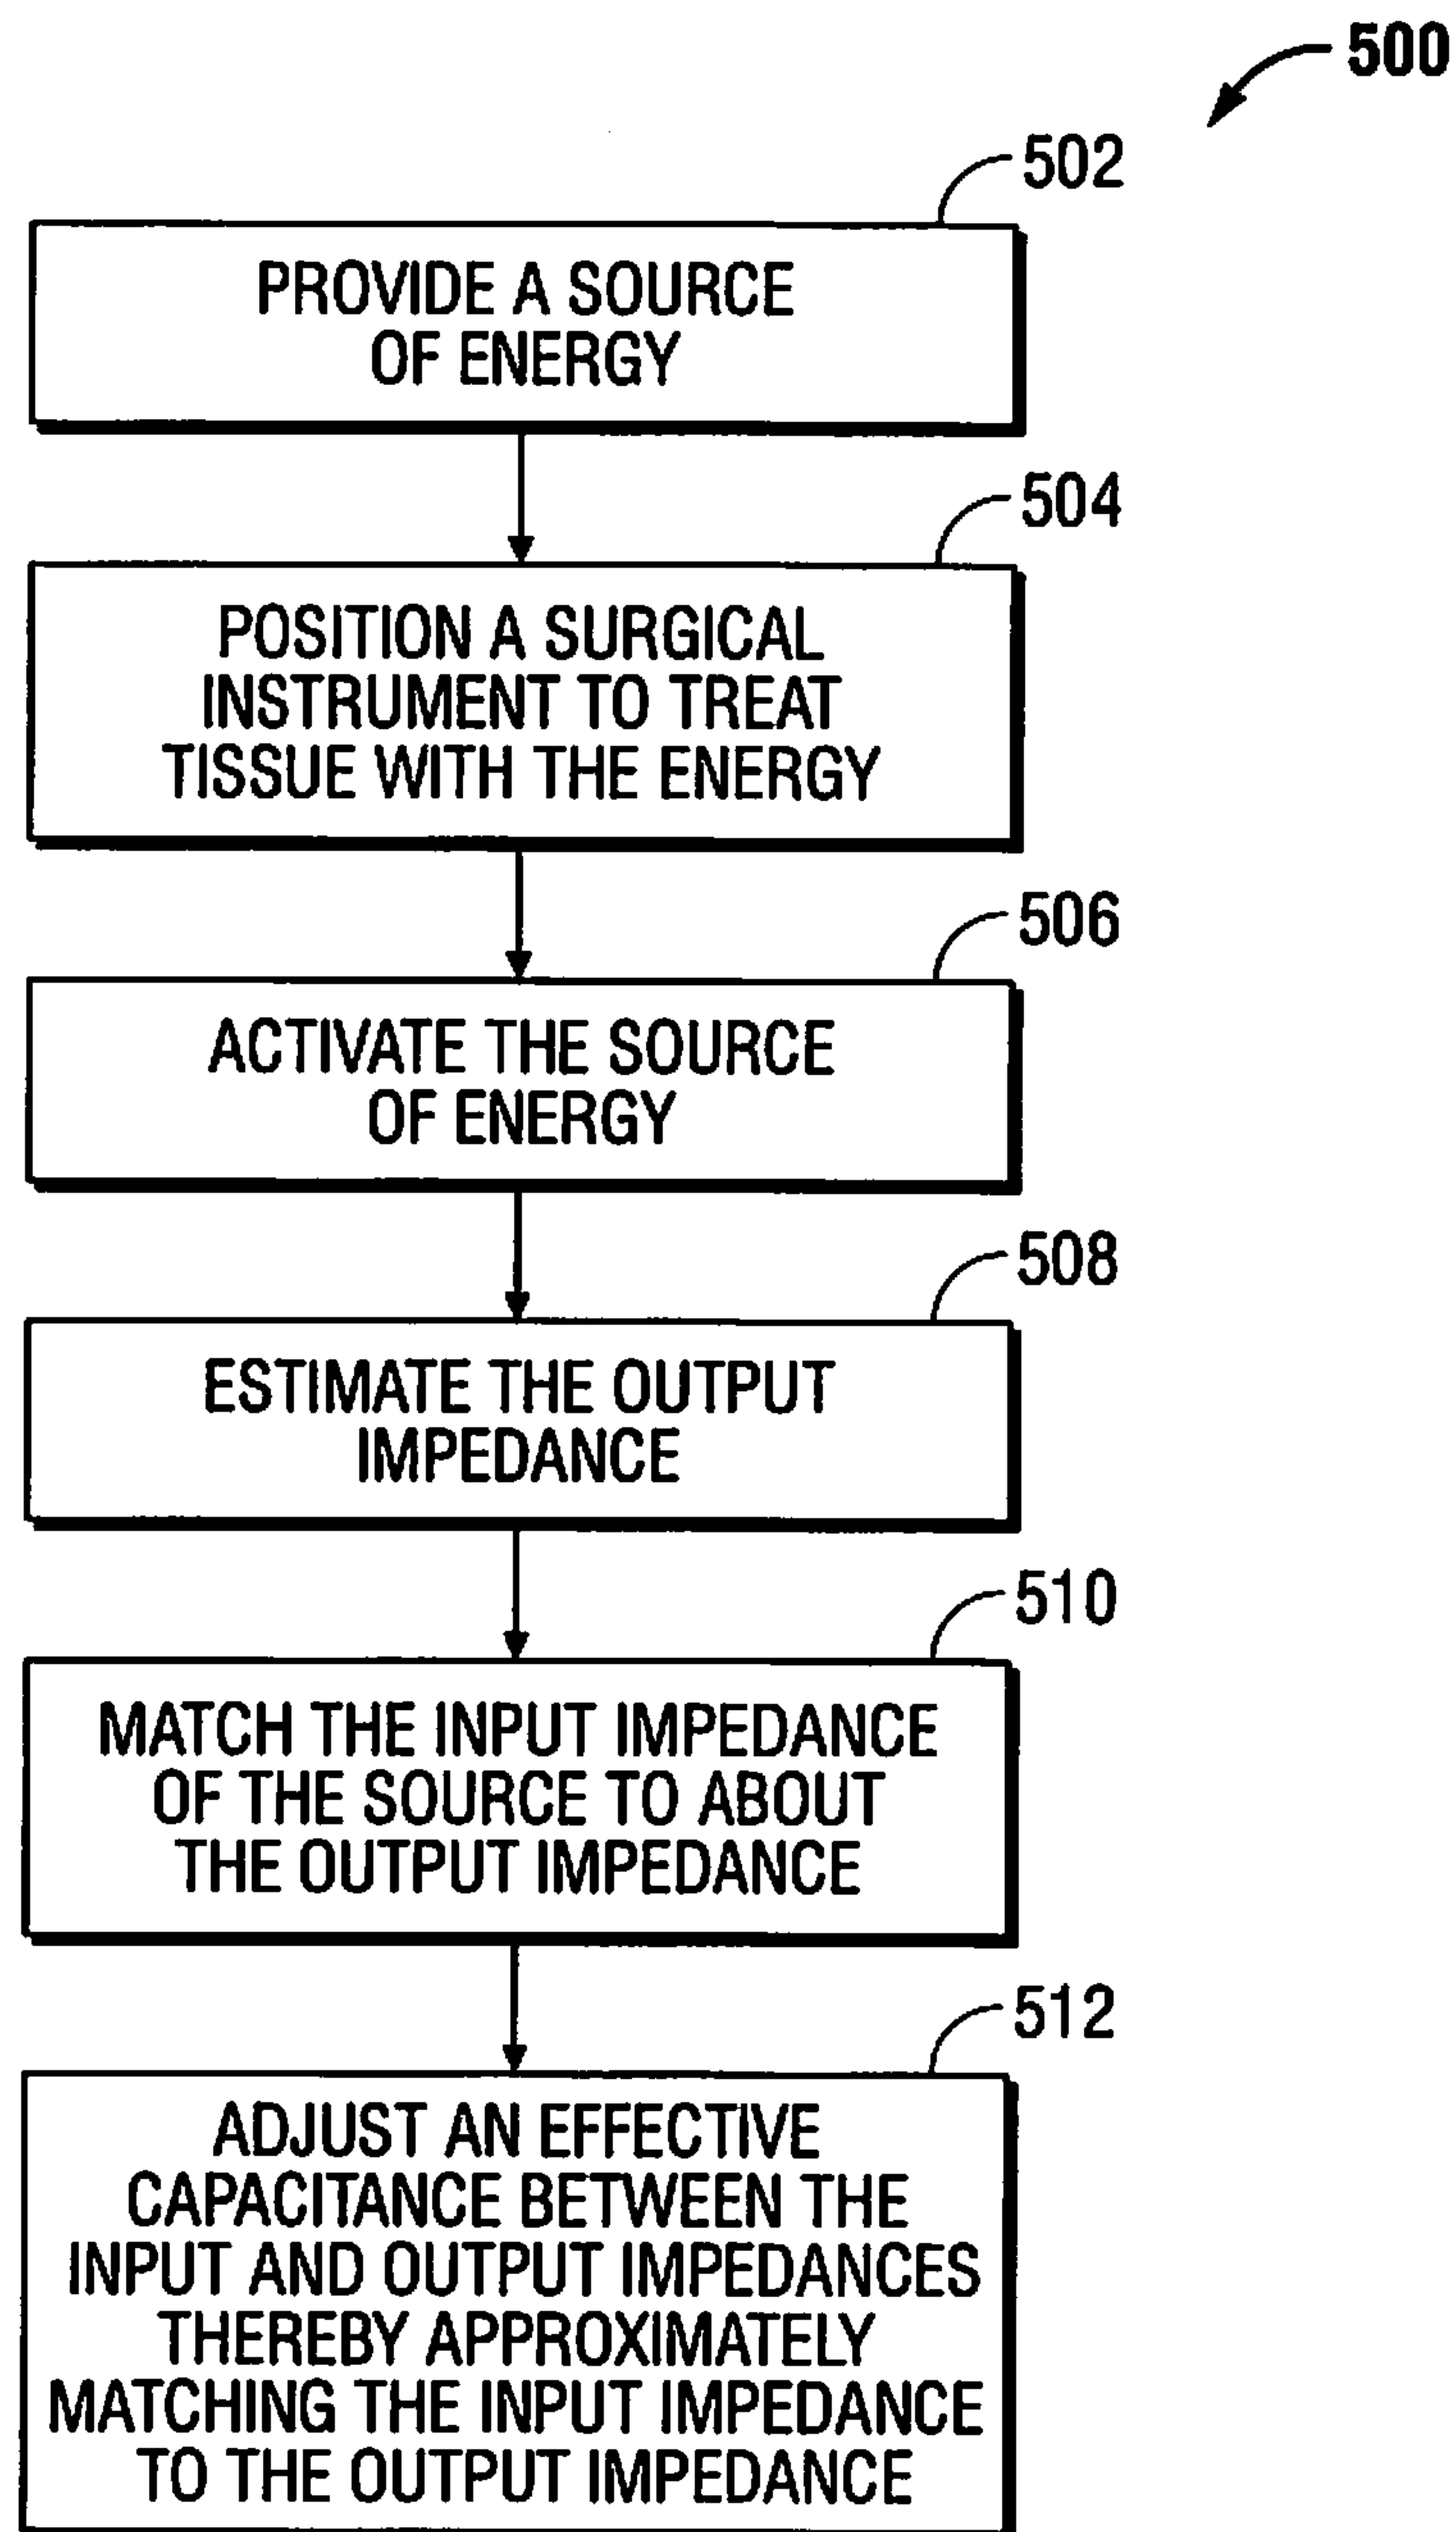 500
502
PROVIDE A SOURCE
OF ENERGY
504
POSITION A SURGICAL
INSTRUMENT TO TREAT
TISSUE WITH THE ENERGY
506
ACTIVATE THE SOURCE
OF ENERGY
508
ESTIMATE THE OUTPUT
IMPEDANCE
510
MATCH THE INPUT IMPEDANCE
OF THE SOURCE TO ABOUT
THE OUTPUT IMPEDANCE
512
ADJUST AN EFFECTIVE
CAPACITANCE BETWEEN THE
INPUT AND OUTPUT IMPEDANCES
THEREBY APPROXIMATELY
MATCHING THE INPUT IMPEDANCE
TO THE OUTPUT IMPEDANCE